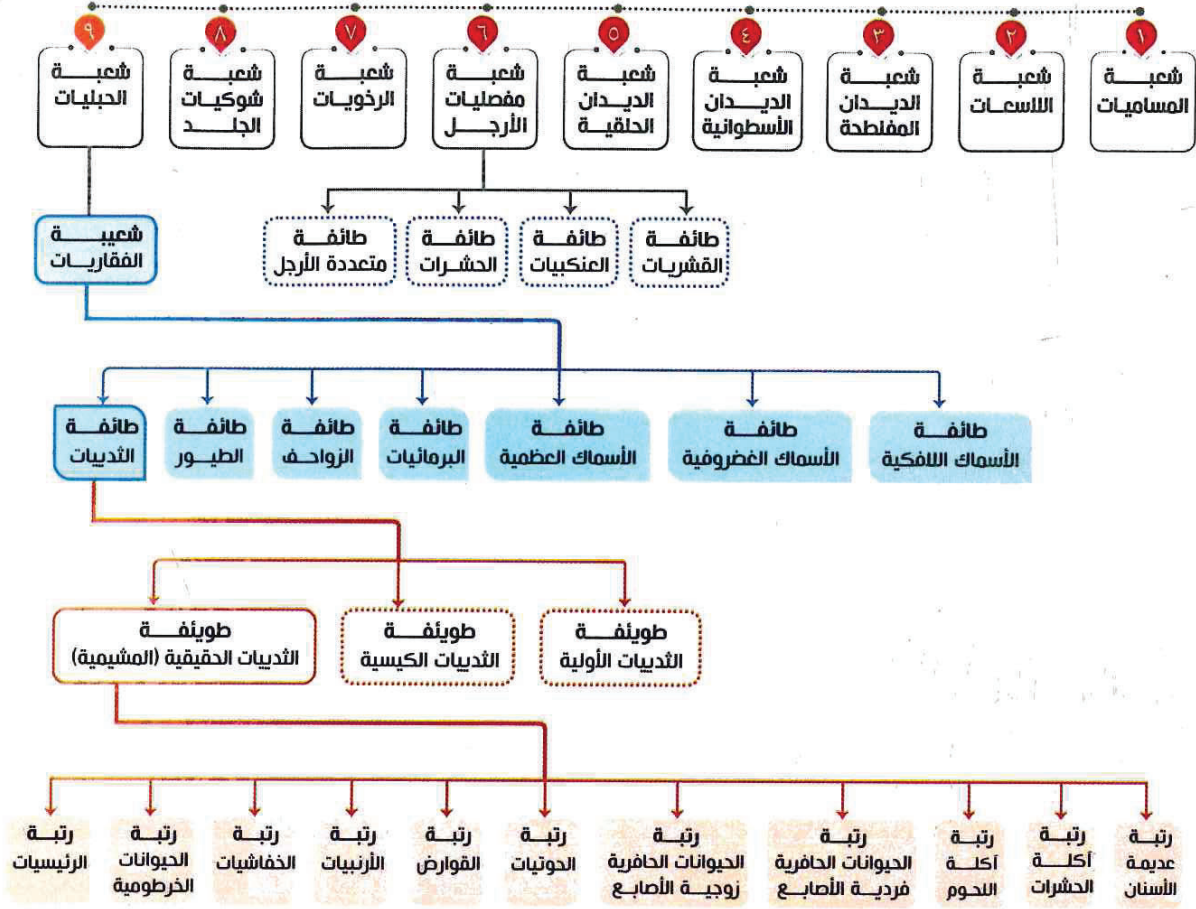 ١ ٢ ٣ ٤ ٥ ٦ ٧ ٨ ٩
شعبة
المساميات
شعبة
اللاسعات
شعبة
الديدان
المفلطحة
شعبة
الديدان
الأسطوانية
شعبة
الديدان
الحلقية
شعبة
مفصليات
الأرجل
شعبة
الرخويات
شعبة
شوكيات
الجلد
شعبة
الحبليات
طائفة
القشريات
طائفة
العنكبيات
طائفة
الحشرات
طائفة
متعددة الأرجل
شعيبة
الفقاريات
طائفة
الأسماك اللافكية
طائفة
الأسماك الغضروفية
طائفة
الأسماك العظمية
طائفة
البرمائيات
طائفة
الزواحف
طائفة
الطيور
طائفة
الثدييات
طويئفة
الثدييات الأولية
طويئفة
الثدييات الكيسية
طويئفة
الثدييات الحقيقية (المشيمية)
رتبة
عديمة
الأسنان
رتبة
آكلة
الحشرات
رتبة
آكلة
اللحوم
رتبة
الحيوانات الحافرية
فردية الأصابع
رتبة
الحيوانات الحافرية
زوجية الأصابع
رتبة
الحوتيات
رتبة
القوارض
رتبة
الأرنبيات
رتبة
الخفاشيات
رتبة
الحيوانات
الخرطومية
رتبة
الرئيسيات